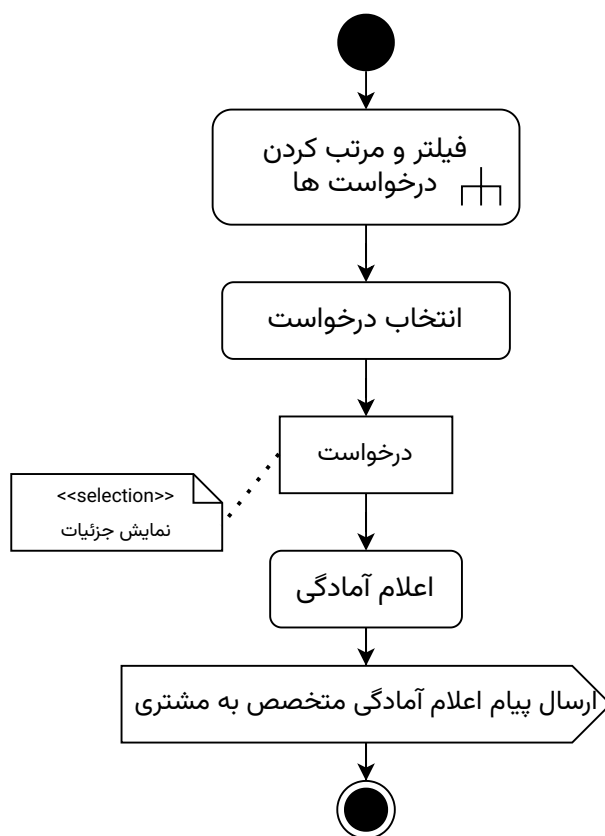 فیلتر و مرتب کردن
درخواست ها
انتخاب درخواست
درخواست
<<selection>>
نمایش جزئیات
اعلام آمادگی
ارسال پیام اعلام آمادگی متخصص به مشتری